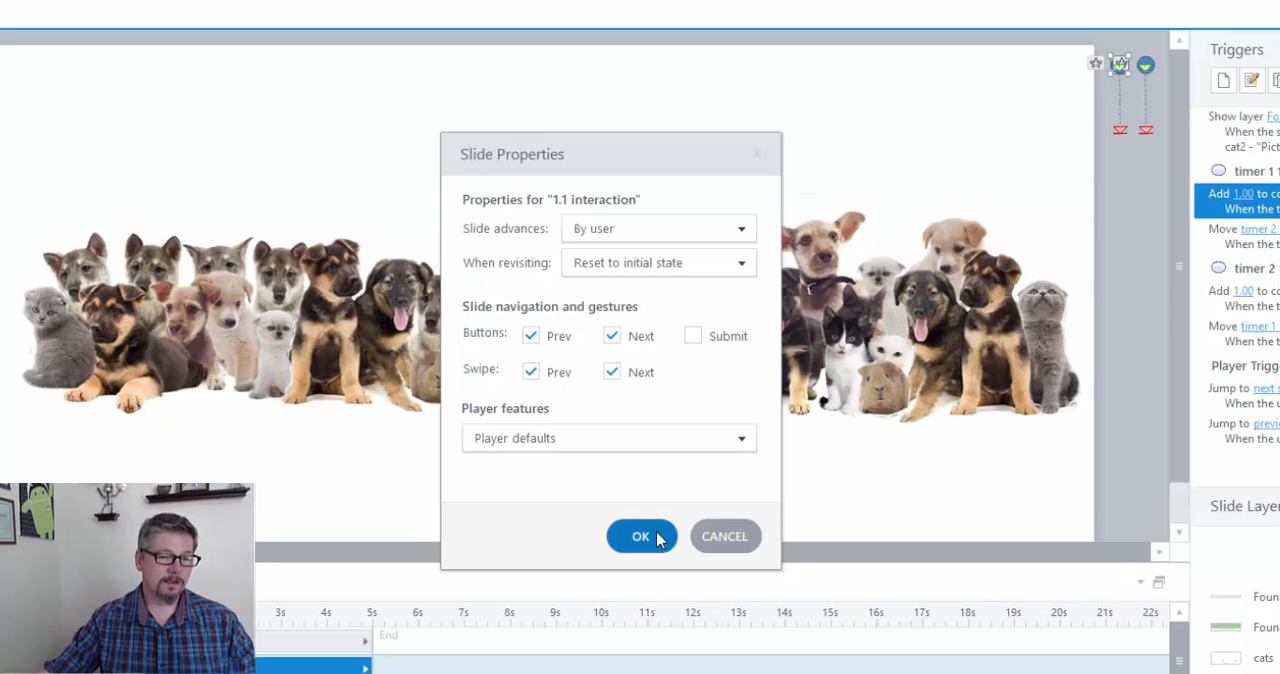 Triggers
Show layer Fo
When the s
cat2 - "Pict
timer 1
Add 1.00 to co
When the t
Move timer 2
When the t
timer 2
Add 1.00 to co
When the t
Move timer 1
When the t
Player Trigg
Jump to next s
When the u
Jump to previ
When the u
Slide Properties
Properties for "1.1 interaction"
Slide advances: By user
When revisiting: Reset to initial state
Slide navigation and gestures
Buttons: Prev Next Submit
Swipe: Prev Next
Player features
Player defaults
OK CANCEL
Slide Laye
Foun
Foun
cats
3s 4s 5s 6s 7s 8s 9s 10s 11s 12s 13s 14s 15s 16s 17s 18s 19s 20s 21s 22s
End